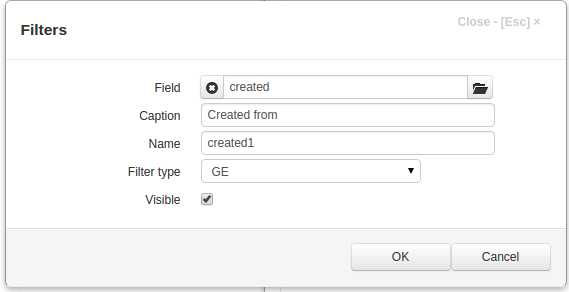 Close - [Esc] ×
Filters
Field created
Caption Created from
Name created1
Filter type GE
Visible
OK Cancel